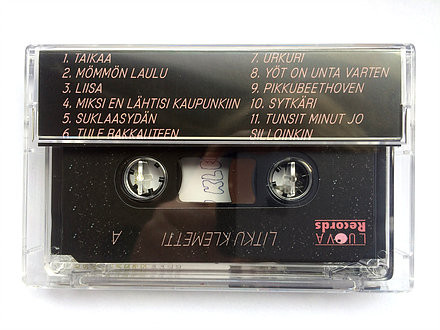 1. TAIKAA
2. MÖMMÖN LAULU
3. LIISA
4. MIKSI EN LÄHTISI KAUPUNKIIN
5. SUKLAASYDÄN
6. TULE RAKKAUTEEN
7. URKURI
8. YÖT ON UNTA VARTEN
9. PIKKUBEETHOVEN
10. SYTKÄRI
11. TUNSIT MINUT JO
SILLOINKIN
LUOVA
Records
LITKU KLEMETTI
A